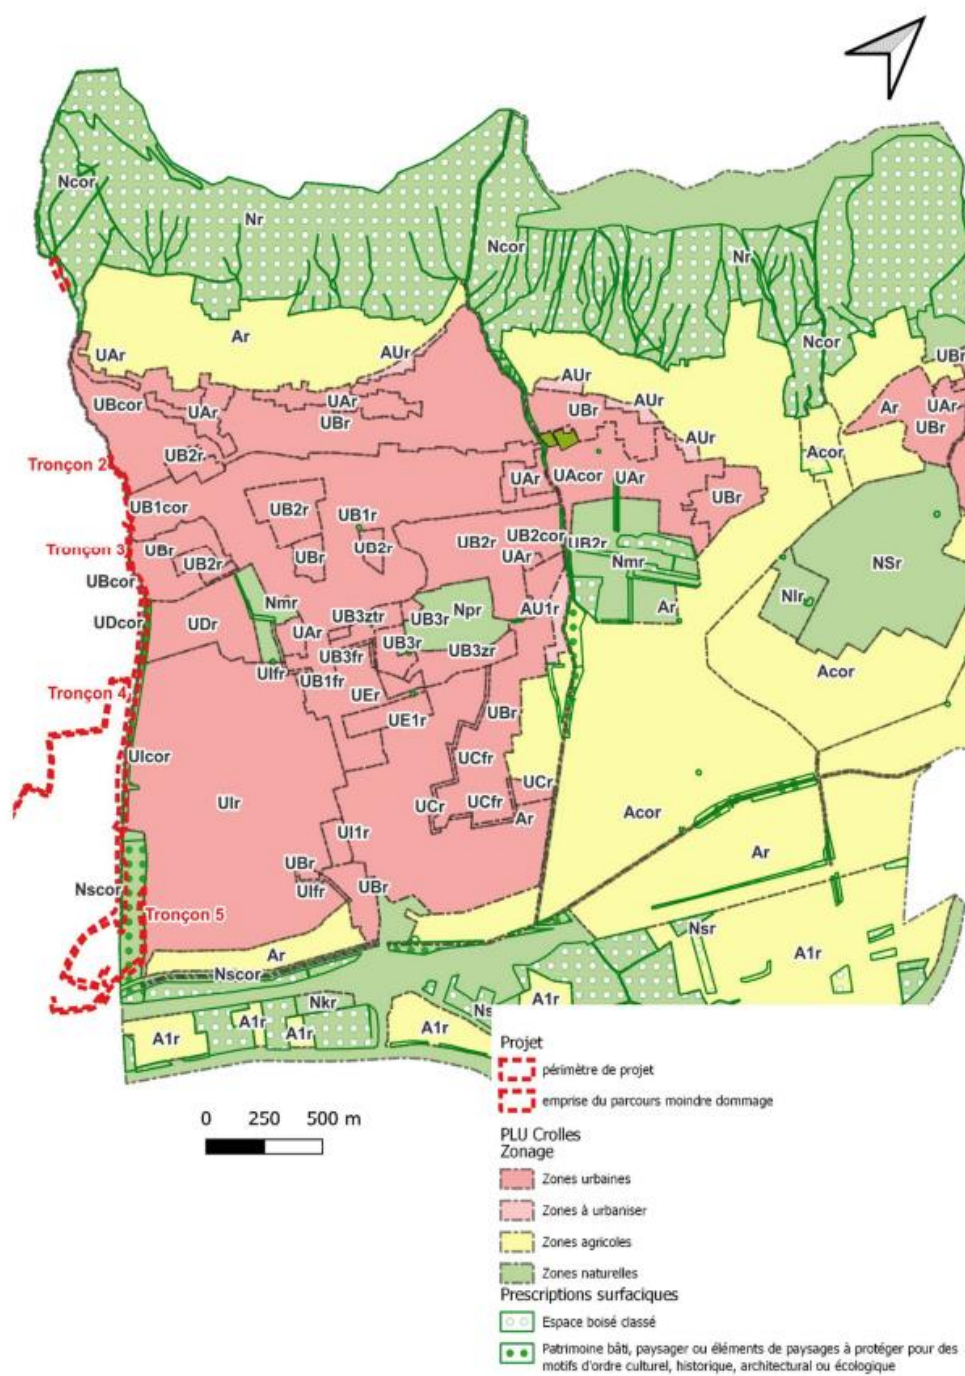 Ncor
Nr
Ncor
Nr
Ncor
Ar
UAr
AUr
UBr
UBcor
UAr
UAr
UBr
AUr
UBr
AUr
AUr
Ar
UAr
UBr
Acor
Tronçon 2
UB2r
UAr
UAcor
UAr
UBr
UB1cor
UB2r
UB1r
Tronçon 3
UBr
UB2r
UBr
UB2r
UB2r
UB2cor
UB2r
UAr
Nmr
NSr
UBcor
UDcor
UDr
Nmr
UB3ztr
UB3r
Npr
AU1r
Ar
Nlr
UAr
UB3r
UB3zr
UB3fr
UIfr
UB1fr
Acor
Tronçon 4
UEr
UE1r
UBr
UIcor
UCfr
UIr
UCr
UCfr
UCr
Ar
Acor
UI1r
Ar
UBr
UIfr
UBr
Nscor
Tronçon 5
Nsr
A1r
Ar
Nscor
Nkr
A1r
A1r
A1r
A1r
Ns
A1r
0 250 500 m
Projet
périmètre de projet
emprise du parcours moindre dommage
PLU Crolles
Zonage
Zones urbaines
Zones à urbaniser
Zones agricoles
Zones naturelles
Prescriptions surfaciques
Espace boisé classé
Patrimoine bâti, paysager ou éléments de paysages à protéger pour des
motifs d'ordre culturel, historique, architectural ou écologique